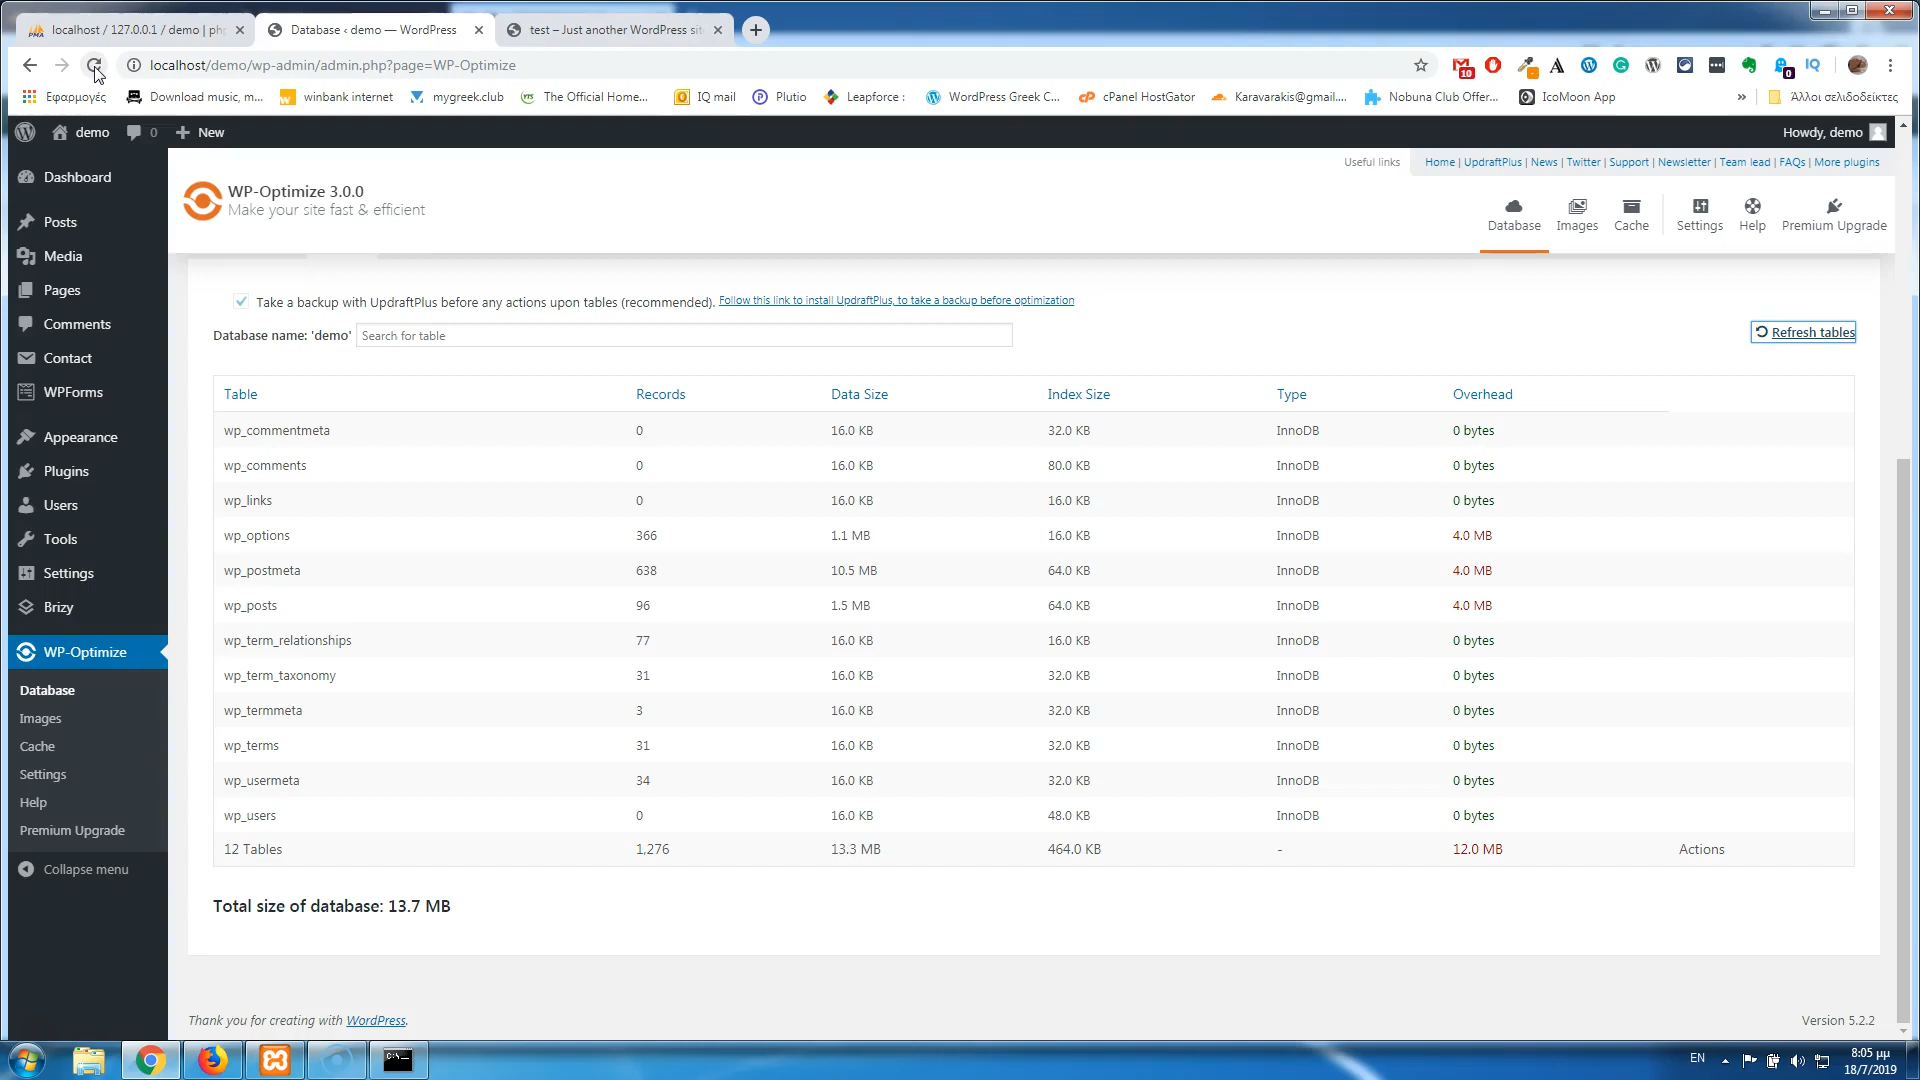 localhost / 127.0.0.1 / demo | ph
Database ‹ demo — WordPress
test – Just another WordPress sit
localhost/demo/wp-admin/admin.php?page=WP-Optimize
10
0
IQ
Εφαρμογές
Download music, m...
winbank internet
mygreek.club
The Official Home...
IQ mail
Plutio
Leapforce :
WordPress Greek C...
cPanel HostGator
Karavarakis@gmail....
Nobuna Club Offer...
IcoMoon App
»
Άλλοι σελιδοδείκτες
demo
0
New
Howdy, demo
Useful links
Home | UpdraftPlus | News | Twitter | Support | Newsletter | Team lead | FAQs | More plugins
WP-Optimize 3.0.0
Make your site fast & efficient
Database
Images
Cache
Settings
Help
Premium Upgrade
Dashboard
Posts
Media
Pages
Comments
Contact
WPForms
Appearance
Plugins
Users
Tools
Settings
Brizy
WP-Optimize
Database
Images
Cache
Settings
Help
Premium Upgrade
Collapse menu
Take a backup with UpdraftPlus before any actions upon tables (recommended). Follow this link to install UpdraftPlus, to take a backup before optimization
Database name: 'demo' Search for table
Refresh tables
Table Records Data Size Index Size Type Overhead
wp_commentmeta 0 16.0 KB 32.0 KB InnoDB 0 bytes
wp_comments 0 16.0 KB 80.0 KB InnoDB 0 bytes
wp_links 0 16.0 KB 16.0 KB InnoDB 0 bytes
wp_options 366 1.1 MB 16.0 KB InnoDB 4.0 MB
wp_postmeta 638 10.5 MB 64.0 KB InnoDB 4.0 MB
wp_posts 96 1.5 MB 64.0 KB InnoDB 4.0 MB
wp_term_relationships 77 16.0 KB 16.0 KB InnoDB 0 bytes
wp_term_taxonomy 31 16.0 KB 32.0 KB InnoDB 0 bytes
wp_termmeta 3 16.0 KB 32.0 KB InnoDB 0 bytes
wp_terms 31 16.0 KB 32.0 KB InnoDB 0 bytes
wp_usermeta 34 16.0 KB 32.0 KB InnoDB 0 bytes
wp_users 0 16.0 KB 48.0 KB InnoDB 0 bytes
12 Tables 1,276 13.3 MB 464.0 KB - 12.0 MB Actions
Total size of database: 13.7 MB
Thank you for creating with WordPress.
Version 5.2.2
EN
8:05 μμ
18/7/2019